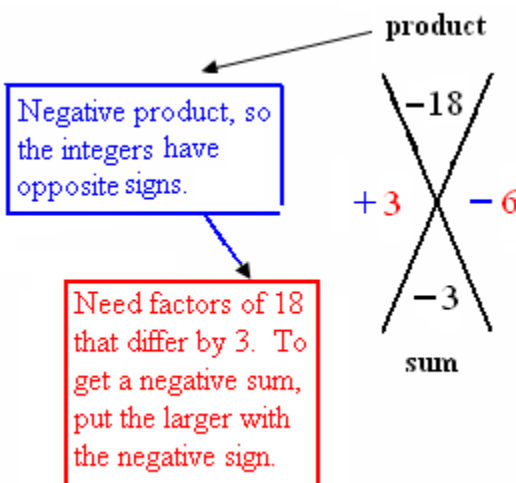 product
Negative product, so
the integers have
opposite signs.
−18
+3 −6
−3
sum
Need factors of 18
that differ by 3. To
get a negative sum,
put the larger with
the negative sign.